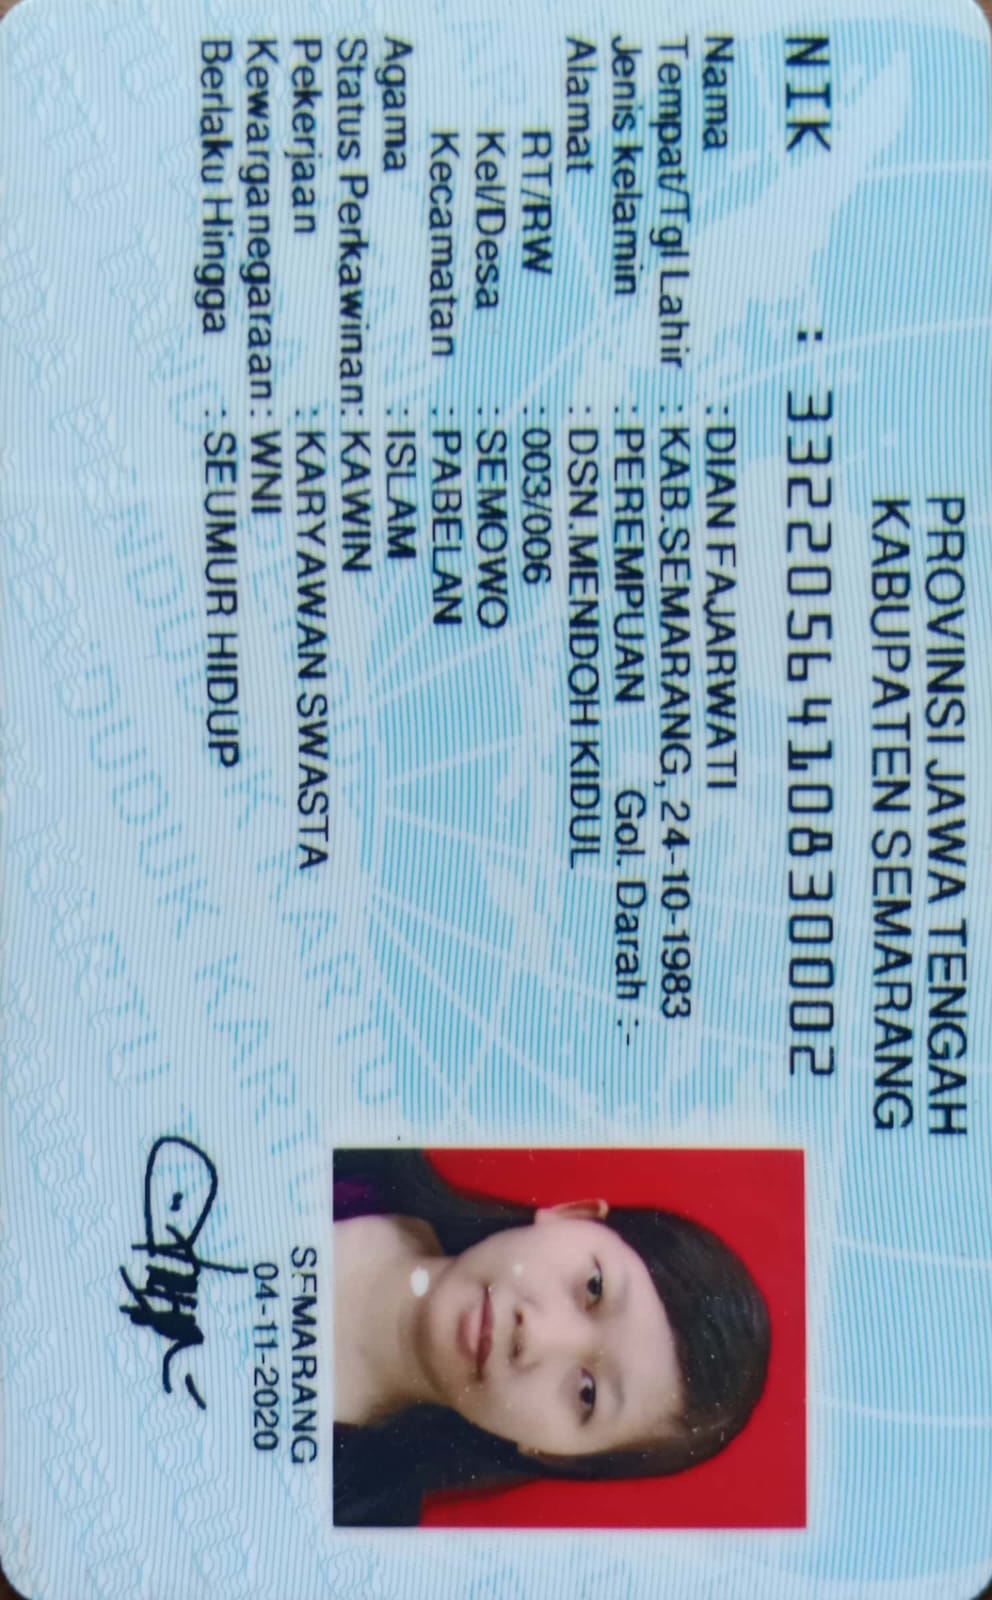 PROVINSI JAWA TENGAH
KABUPATEN SEMARANG
NIK : 3322056410830002
Nama : DIAN FAJARWATI
Tempat/Tgl Lahir : KAB.SEMARANG, 24-10-1983
Jenis kelamin : PEREMPUAN Gol. Darah :-
Alamat : DSN.MENDOH KIDUL
RT/RW : 003/006
Kel/Desa : SEMOWO
Kecamatan : PABELAN
Agama : ISLAM
Status Perkawinan: KAWIN
Pekerjaan : KARYAWAN SWASTA
Kewarganegaraan: WNI
Berlaku Hingga : SEUMUR HIDUP
SEMARANG
04-11-2020